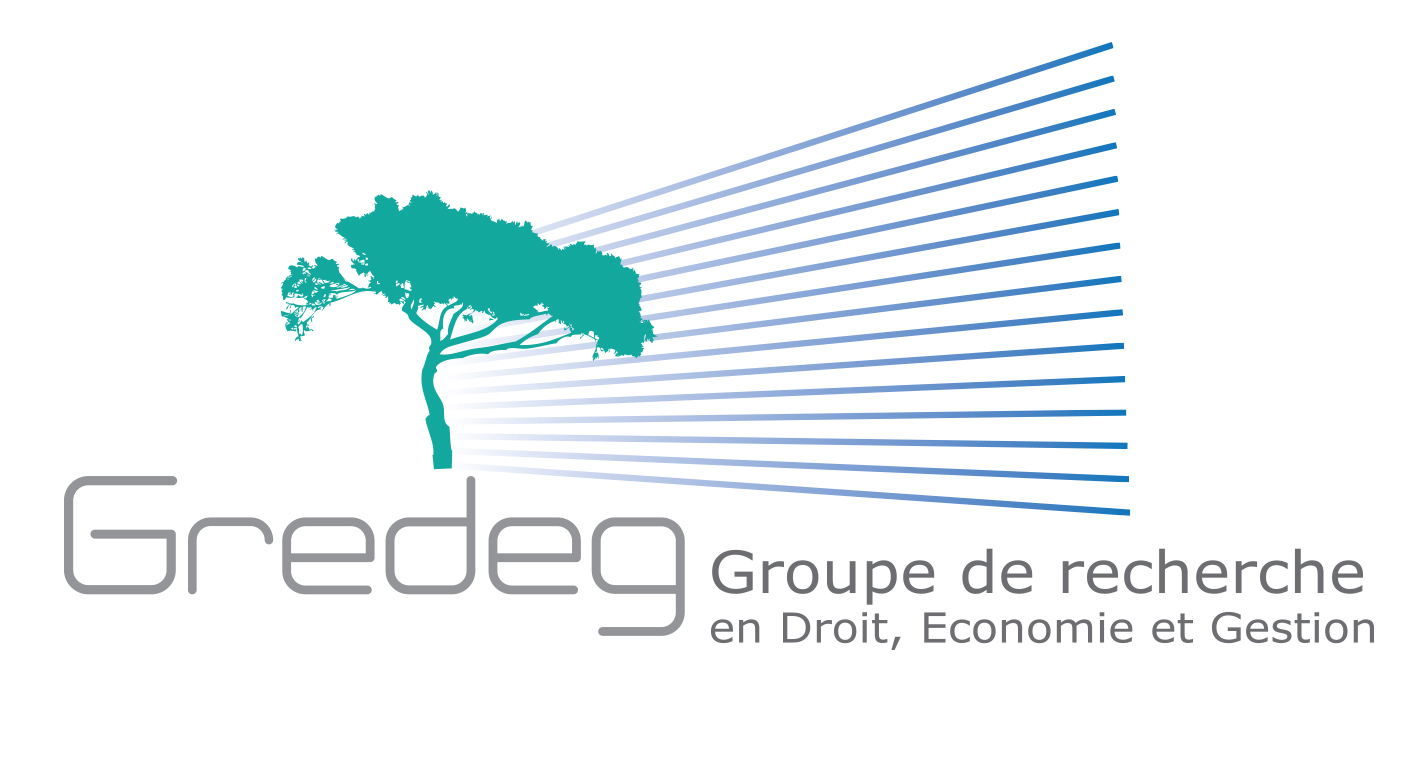 Gredeg
Groupe de recherche
en Droit, Economie et Gestion